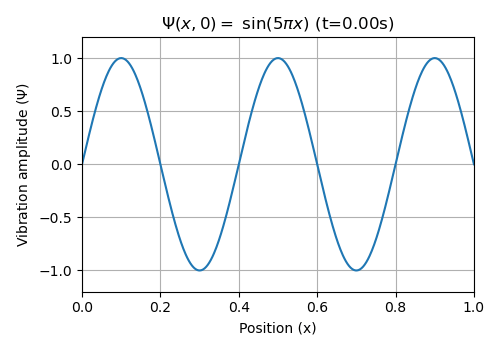 Ψ(x, 0) = sin(5πx) (t=0.00s)
1.0
0.5
0.0
−0.5
−1.0
Vibration amplitude (Ψ)
0.0 0.2 0.4 0.6 0.8 1.0
Position (x)